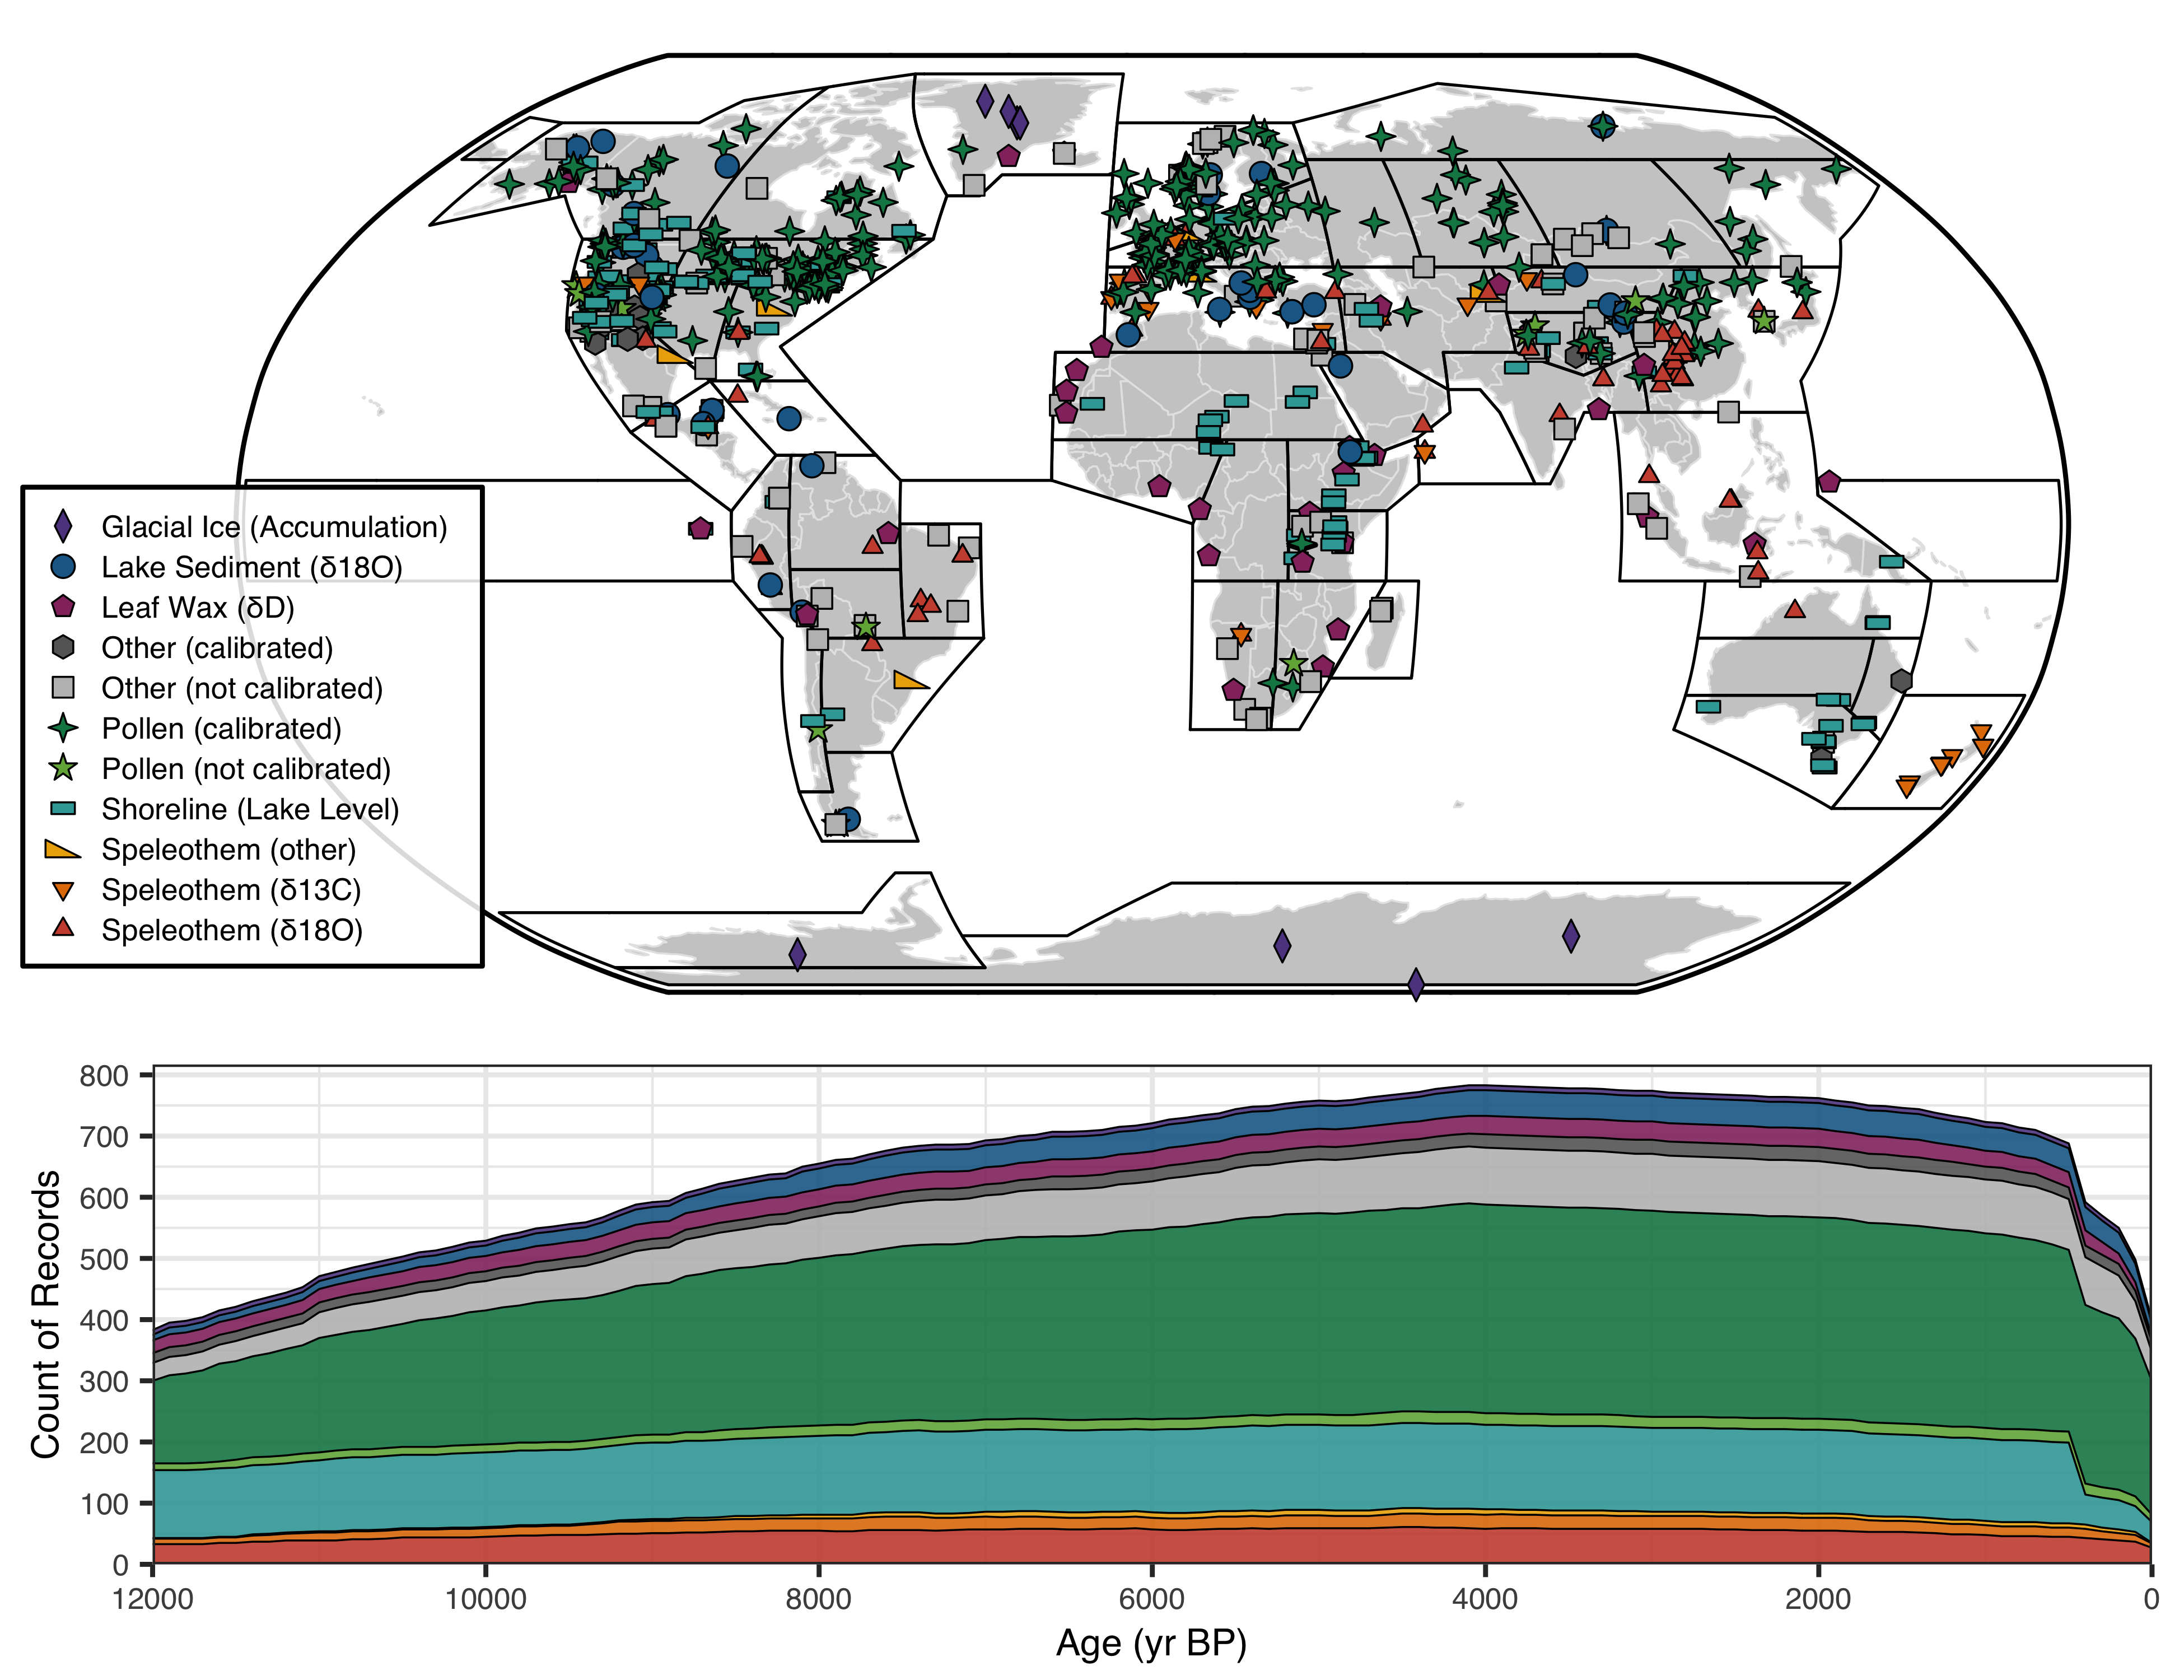 Glacial Ice (Accumulation)
Lake Sediment (δ18O)
Leaf Wax (δD)
Other (calibrated)
Other (not calibrated)
Pollen (calibrated)
Pollen (not calibrated)
Shoreline (Lake Level)
Speleothem (other)
Speleothem (δ13C)
Speleothem (δ18O)
800
700
600
500
400
300
200
100
0
Count of Records
12000 10000 8000 6000 4000 2000 0
Age (yr BP)